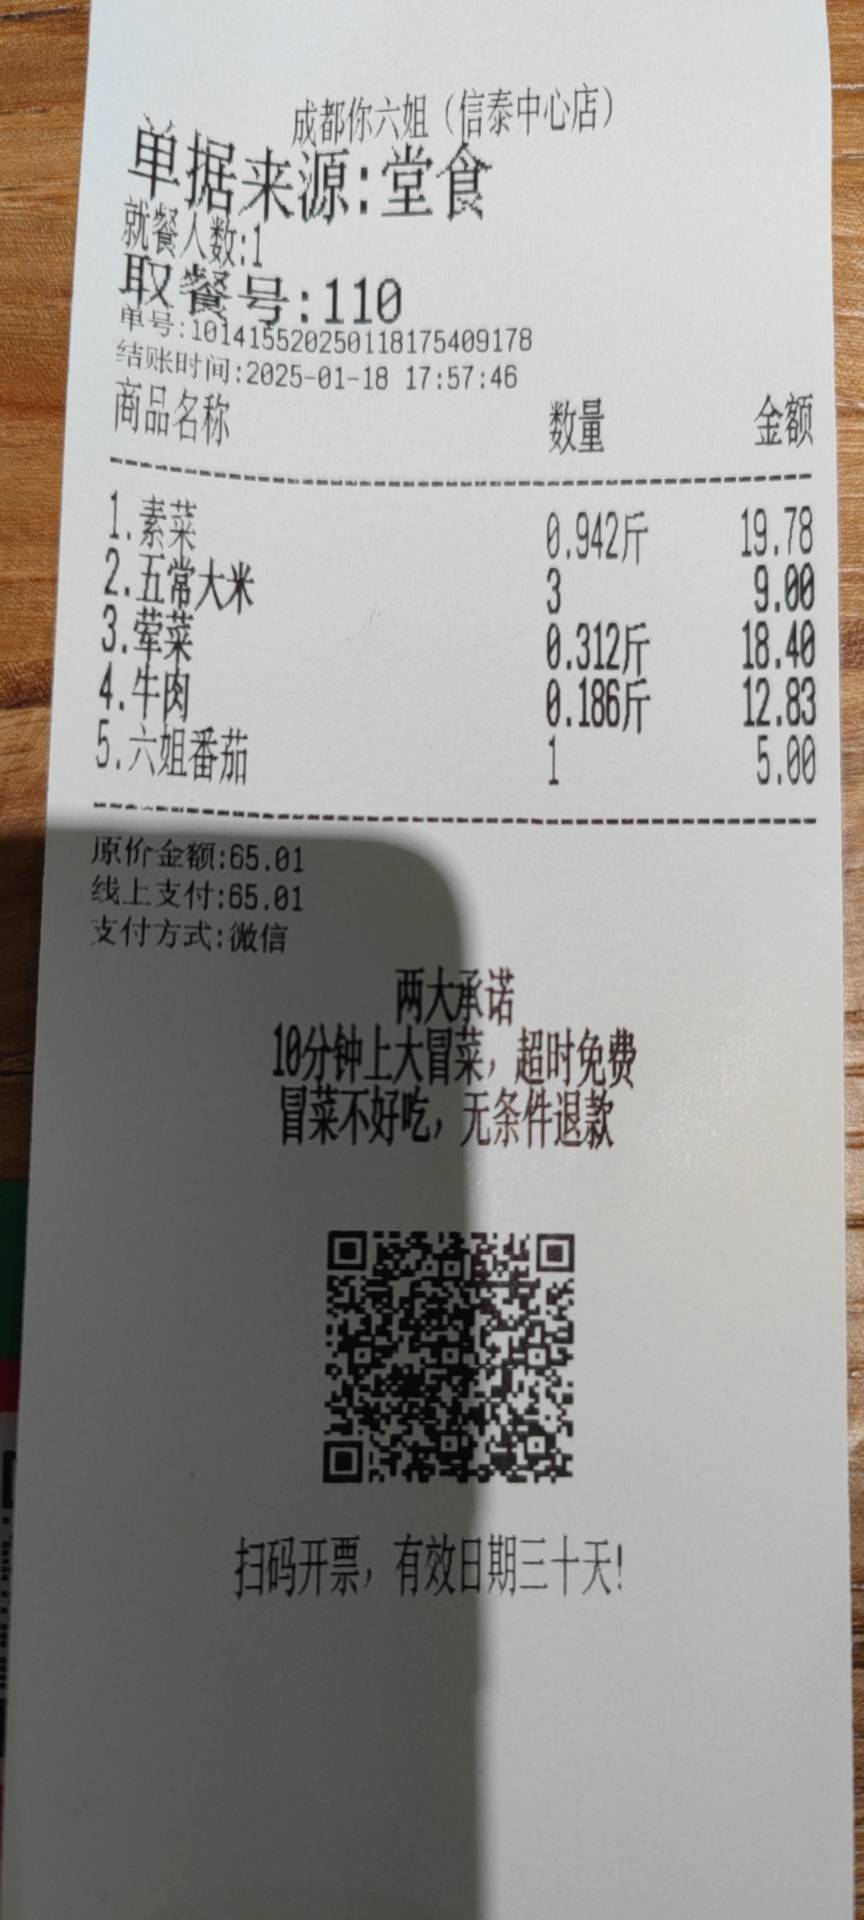 成都你六姐（信泰中心店）
单据来源:堂食
就餐人数:1
取餐号:110
单号:101415520250118175409178
结账时间:2025-01-18 17:57:46
商品名称 数量 金额
1.素菜 0.942斤 19.78
2.五常大米 3 9.00
3.荤菜 0.312斤 18.40
4.牛肉 0.186斤 12.83
5.六姐番茄 1 5.00
原价金额:65.01
线上支付:65.01
支付方式:微信
两大承诺
10分钟上大冒菜，超时免费
冒菜不好吃，无条件退款
扫码开票，有效日期三十天!